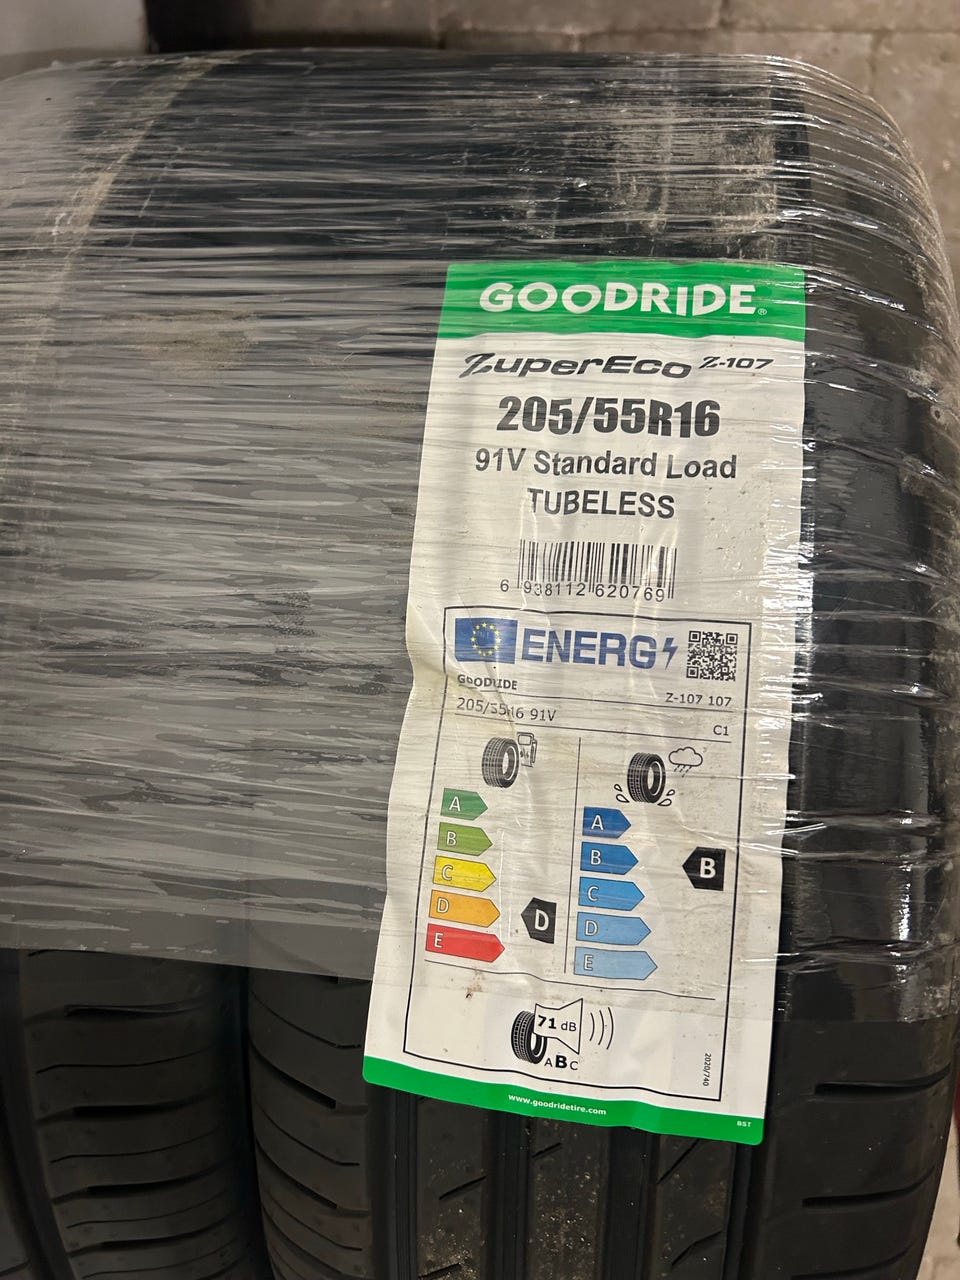 GOODRIDE®
ZuperEco Z-107
205/55R16
91V Standard Load
TUBELESS
6 938112 620769
ENERG
GOODRIDE
Z-107 107
205/55R16 91V
C1
A
B
C
D
E
D
A
B
C
D
E
B
71 dB
ABC
2020/740
www.goodridetire.com
BST